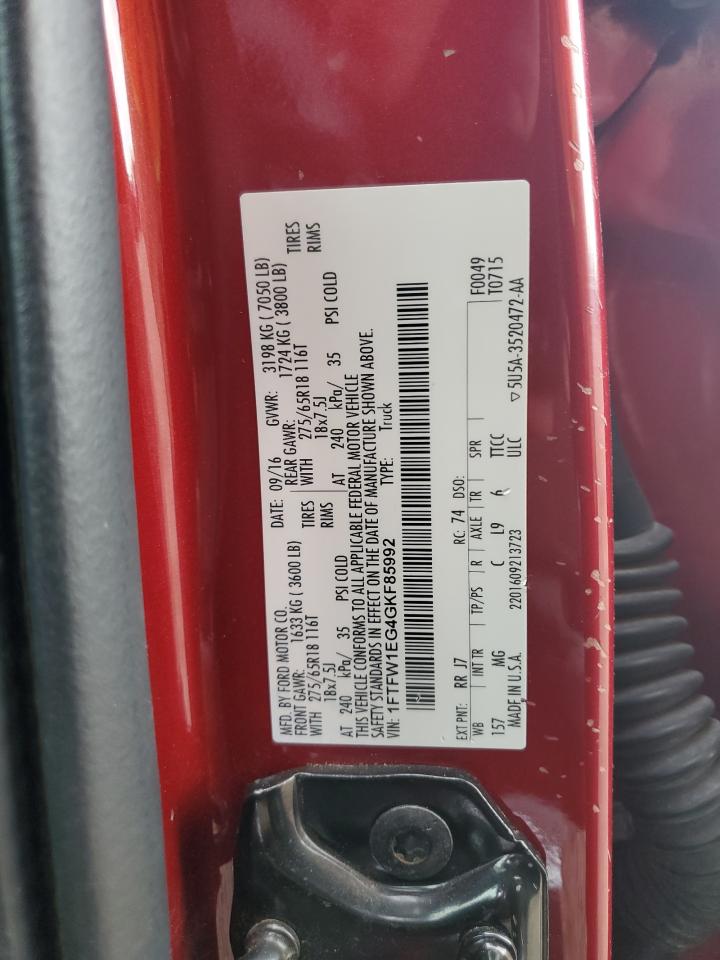 MFD. BY FORD MOTOR CO. DATE: 09/16 GVWR: 3198 KG ( 7050 LB)
FRONT GAWR: 1633 KG ( 3600 LB) REAR GAWR: 1724 KG ( 3800 LB)
WITH 275/65R18 116T TIRES WITH 275/65R18 116T TIRES
18x7.5J RIMS 18x7.5J RIMS
AT 240 kPa/ 35 PSI COLD AT 240 kPa/ 35 PSI COLD
THIS VEHICLE CONFORMS TO ALL APPLICABLE FEDERAL MOTOR VEHICLE
SAFETY STANDARDS IN EFFECT ON THE DATE OF MANUFACTURE SHOWN ABOVE.
VIN: 1FTFW1EG4GKF85992 TYPE: Truck
EXT PNT: RR J7 RC: 74 DSO: F0049
WB INT TR TP/PS R AXLE TR SPR T0715
157 MG C L9 6 TTCC
MADE IN U.S.A. 2201609213723 ULC ▽ 5U5A-3520472-AA